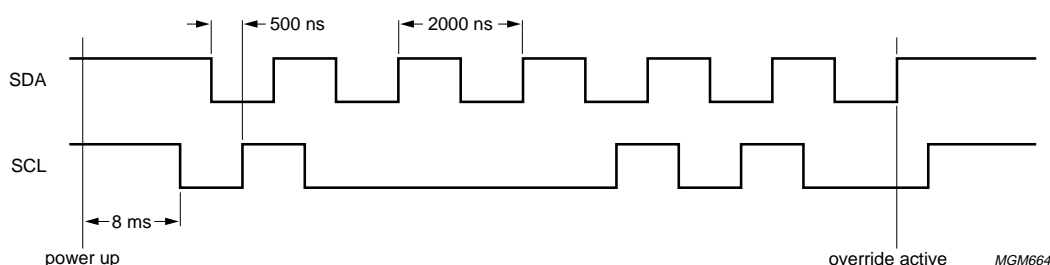 500 ns
2000 ns
SDA
SCL
8 ms
power up
override active
MGM664